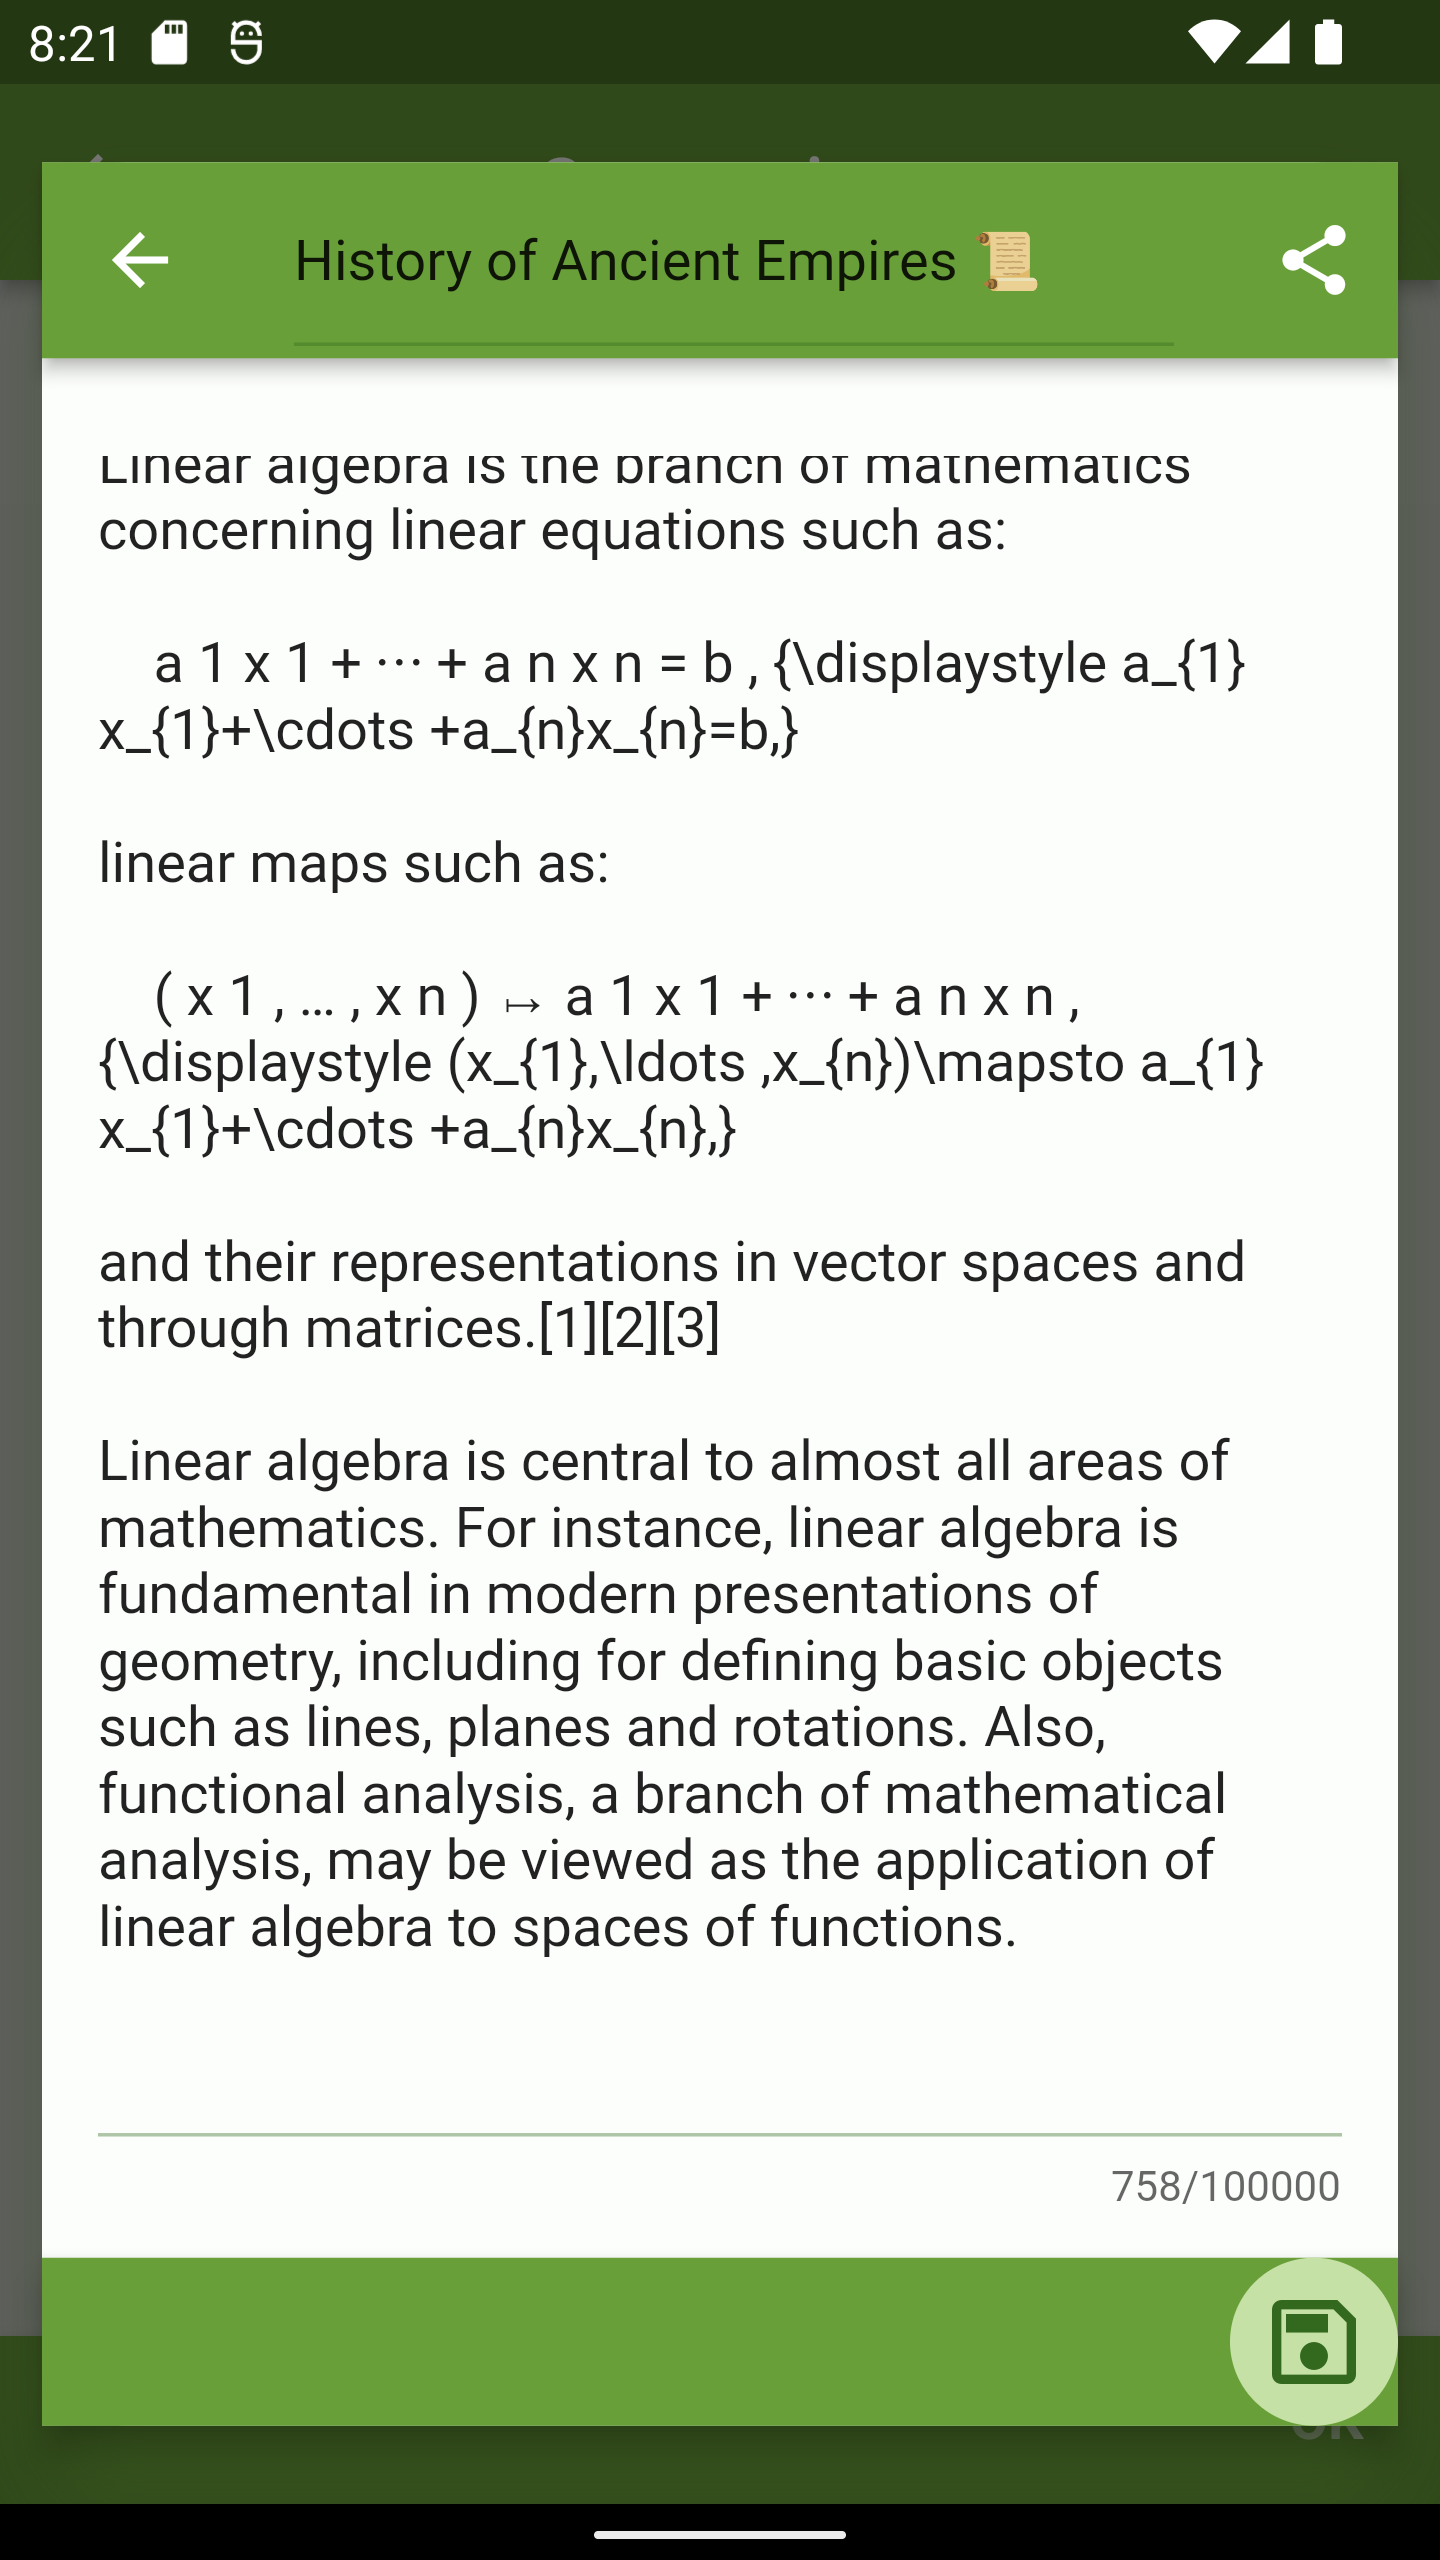 8:21
History of Ancient Empires 📜
Linear algebra is the branch of mathematics
concerning linear equations such as:
a 1 x 1 + ⋯ + a n x n = b , {\displaystyle a_{1}
x_{1}+\cdots +a_{n}x_{n}=b,}
linear maps such as:
( x 1 , … , x n ) ↦ a 1 x 1 + ⋯ + a n x n ,
{\displaystyle (x_{1},\ldots ,x_{n})\mapsto a_{1}
x_{1}+\cdots +a_{n}x_{n},}
and their representations in vector spaces and
through matrices.[1][2][3]
Linear algebra is central to almost all areas of
mathematics. For instance, linear algebra is
fundamental in modern presentations of
geometry, including for defining basic objects
such as lines, planes and rotations. Also,
functional analysis, a branch of mathematical
analysis, may be viewed as the application of
linear algebra to spaces of functions.
758/100000